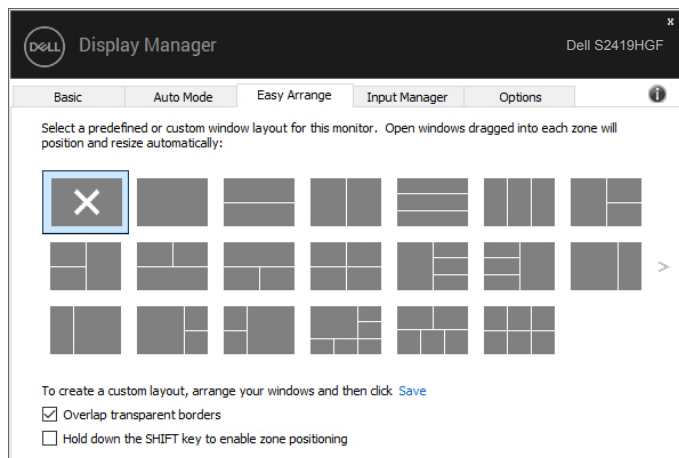 x
DELL
Display Manager
Dell S2419HGF
Basic
Auto Mode
Easy Arrange
Input Manager
Options
i
Select a predefined or custom window layout for this monitor. Open windows dragged into each zone will
position and resize automatically:
>
To create a custom layout, arrange your windows and then click Save
Overlap transparent borders
Hold down the SHIFT key to enable zone positioning